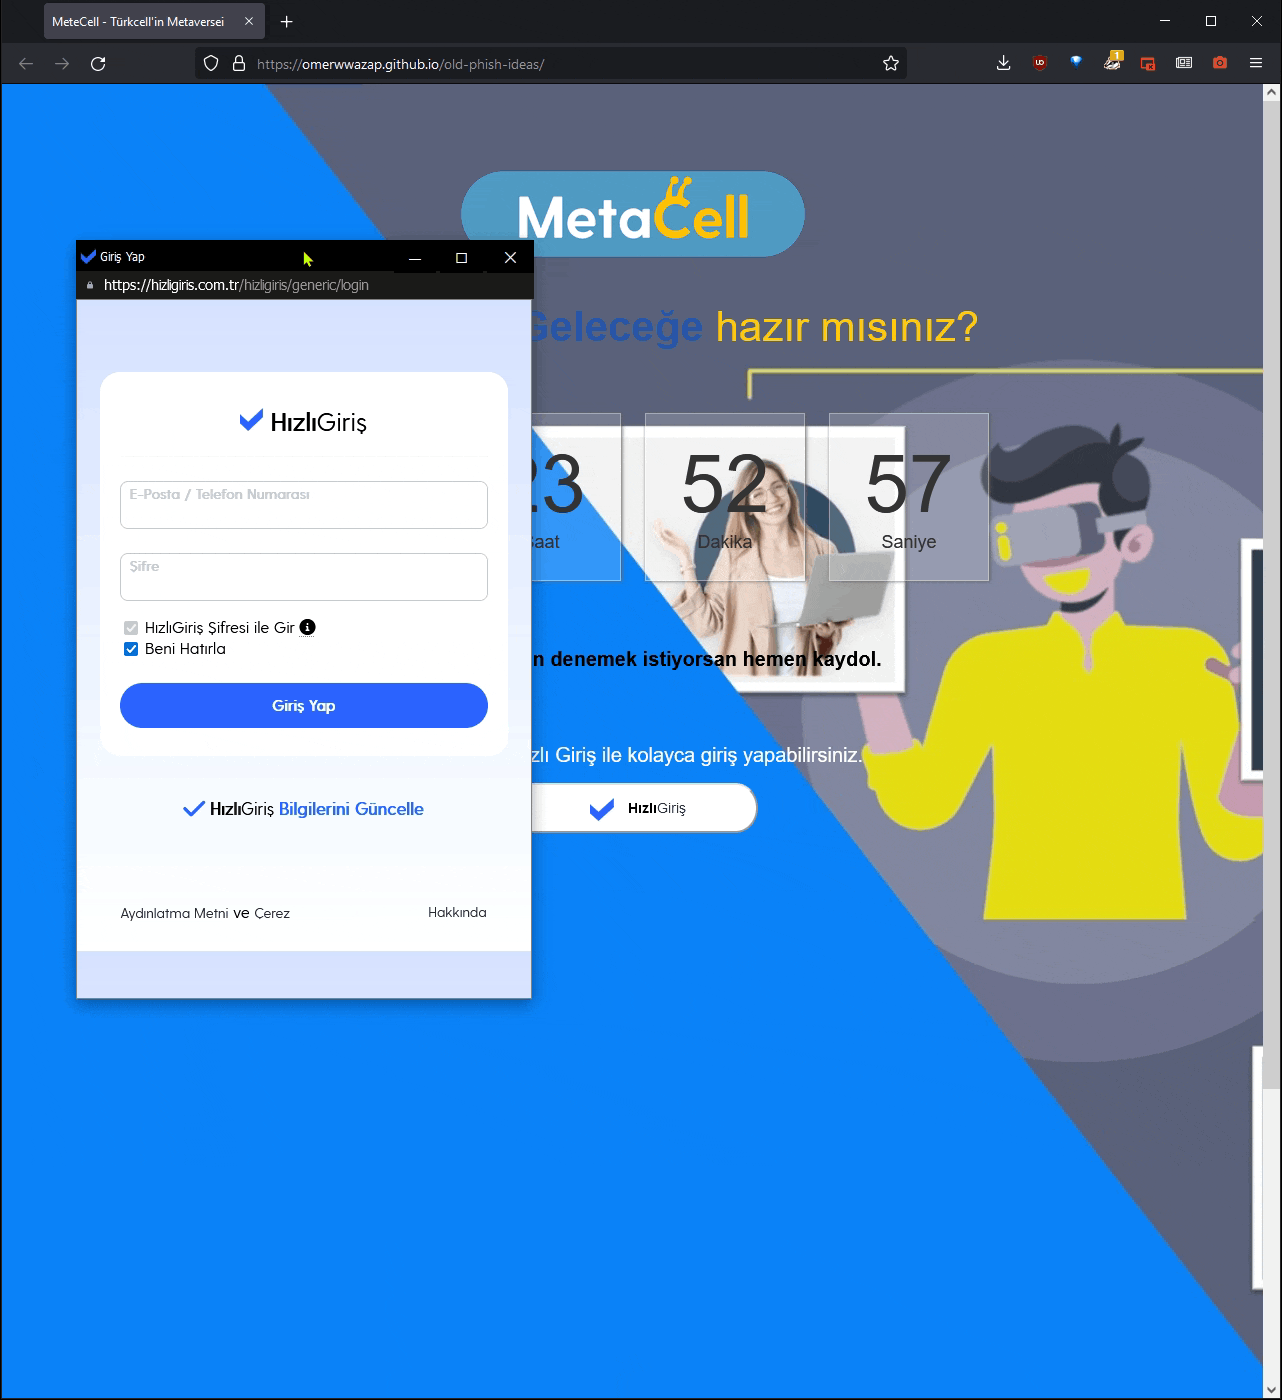 MeteCell - Türkcell'in Metaversei
https://omerwwazap.github.io/old-phish-ideas/
1
MetaCell
Giriş Yap
https://hizligiris.com.tr/hizligiris/generic/login
Geleceğe hazır mısınız?
HızlıGiriş
23
52
57
Saat
Dakika
Saniye
E-Posta / Telefon Numarası
Şifre
HızlıGiriş Şifresi ile Gir
Beni Hatırla
n denemek istiyorsan hemen kaydol.
Giriş Yap
zlı Giriş ile kolayca giriş yapabilirsiniz.
HızlıGiriş Bilgilerini Güncelle
HızlıGiriş
Aydınlatma Metni ve Çerez
Hakkında